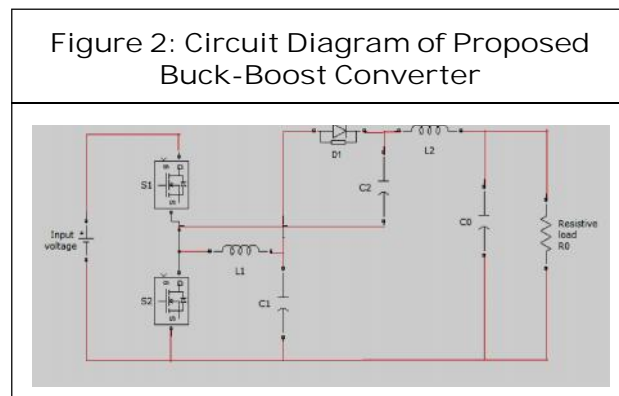 Figure 2: Circuit Diagram of Proposed
Buck-Boost Converter
D1
L2
S1
C2
C0
Resistive
load
R0
Input
voltage
L1
S2
C1